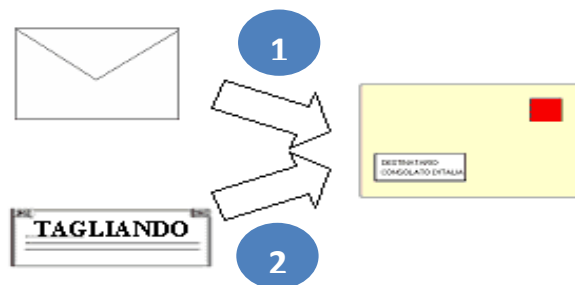 1
DESTINATARIO
CONSOLATO D'ITALIA
TAGLIANDO
2